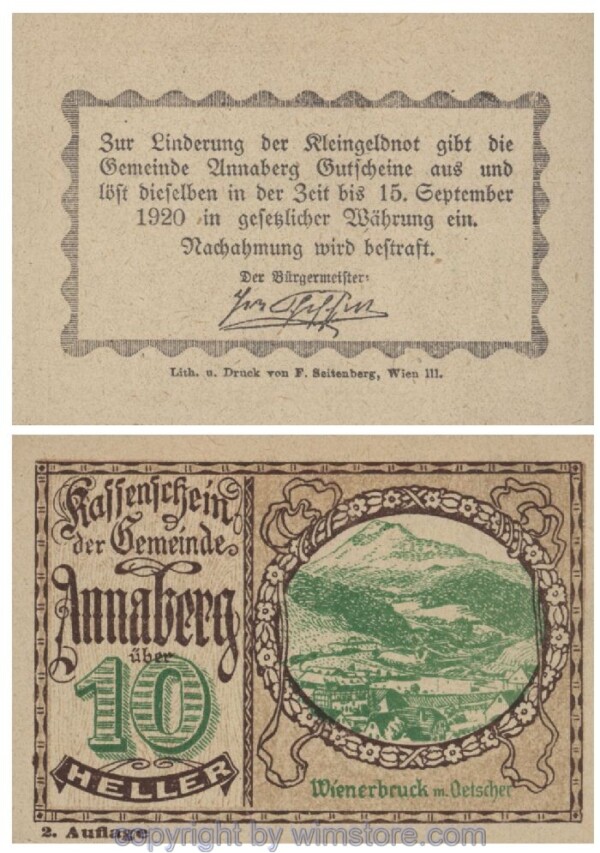 Zur Linderung der Kleingeldnot gibt die
Gemeinde Annaberg Gutscheine aus und
löst dieselben in der Zeit bis 15. September
1920 in gesetzlicher Währung ein.
Nachahmung wird bestraft.
Der Bürgermeister:
Lith. u. Druck von F. Seitenberg, Wien III.
Kassenschein
der Gemeinde
Annaberg
über
10
HELLER
Wienerbruck m. Oetscher
2. Auflage
copyright by wimstore.com